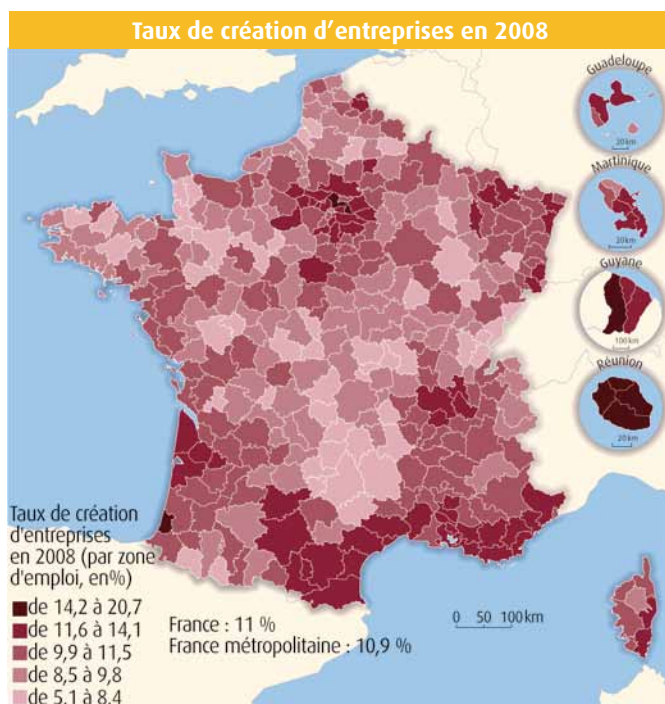 Taux de création d’entreprises en 2008
Guadeloupe
20 km
Martinique
20 km
Guyane
100 km
Réunion
20 km
Taux de création
d'entreprises
en 2008 (par zone
d'emploi, en%)
de 14,2 à 20,7
de 11,6 à 14,1
de 9,9 à 11,5
de 8,5 à 9,8
de 5,1 à 8,4
France : 11 %
France métropolitaine : 10,9 %
0 50 100 km